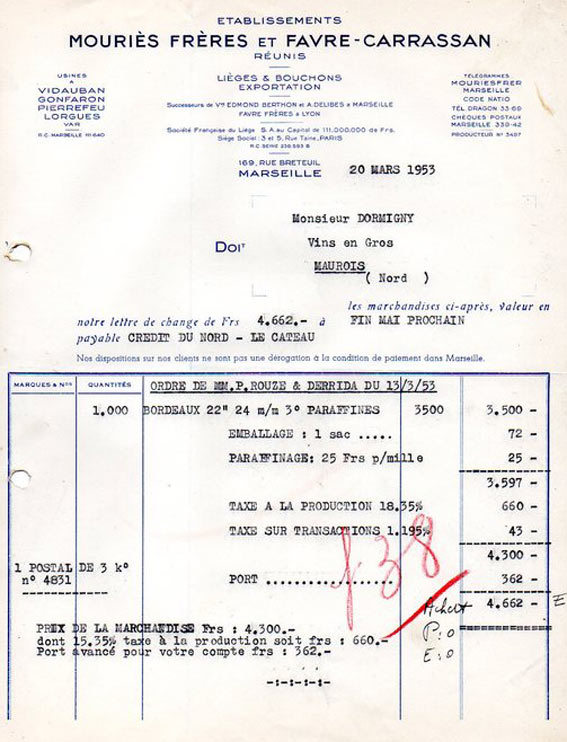 ETABLISSEMENTS
MOURIÈS FRÈRES ET FAVRE-CARRASSAN
RÉUNIS
USINES
A
VIDAUBAN
GONFARON
PIERREFEU
LORGUES
VAR
R.C. MARSEILLE 111-640
LIÈGES & BOUCHONS
EXPORTATION
Successeurs de Vve EDMOND BERTHON et A.DELIBES à MARSEILLE
FAVRE FRÈRES à LYON
Société Française du Liège S.A. au Capital de 111.000.000 de Frs.
Siège Social: 3 et 5, Rue Taine, PARIS
R.C. SEINE 239.593 B
169, RUE BRETEUIL
MARSEILLE
TÉLÉGRAMMES
MOURIESFRER
MARSEILLE
CODE NATIO
TEL DRAGON 33-69
CHÈQUES POSTAUX
MARSEILLE 339-42
PRODUCTEUR N° 3487
20 MARS 1953
Monsieur DORMIGNY
DOIT Vins en Gros
MAUROIS
( Nord )
les marchandises ci-après, valeur en
notre lettre de change de Frs 4.662.- à FIN MAI PROCHAIN
payable CREDIT DU NORD - LE CATEAU
Nos dispositions sur nos clients ne sont pas une dérogation à la condition de paiement dans Marseille.
MARQUES & Nos QUANTITÉS ORDRE DE MM.P.ROUZE & DERRIDA DU 13/3/53
1.000 BORDEAUX 22" 24 m/m 3° PARAFFINES 3500 3.500 -
EMBALLAGE : 1 sac ..... 72 -
PARAFFINAGE: 25 Frs p/mille 25 -
3.597 -
TAXE A LA PRODUCTION 18.35% 660 -
TAXE SUR TRANSACTIONS 1.195% 43 -
4.300 -
1 POSTAL DE 3 k°
n° 4831
PORT .............. 362 -
4.662 - E
f 38
Achert
P:0
E:0
PRIX DE LA MARCHANDISE Frs : 4.300.-
dont 15.35% taxe à la production soit frs : 660.-
Port avancé pour votre compte frs : 362.-
-:-:-:-:-